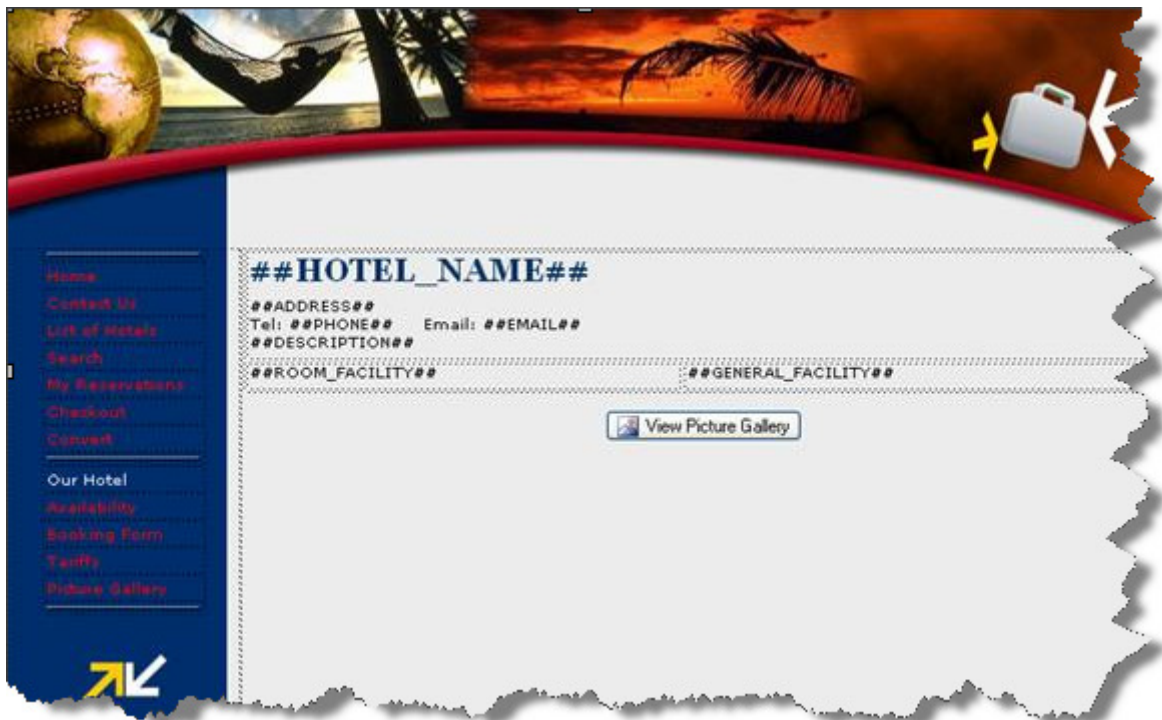 Home
Contact Us
List of Hotels
Search
My Reservations
Checkout
Convert
Our Hotel
Availability
Booking Form
Tariffs
Picture Gallery
##HOTEL_NAME##
##ADDRESS##
Tel: ##PHONE## Email: ##EMAIL##
##DESCRIPTION##
##ROOM_FACILITY## ##GENERAL_FACILITY##
View Picture Gallery